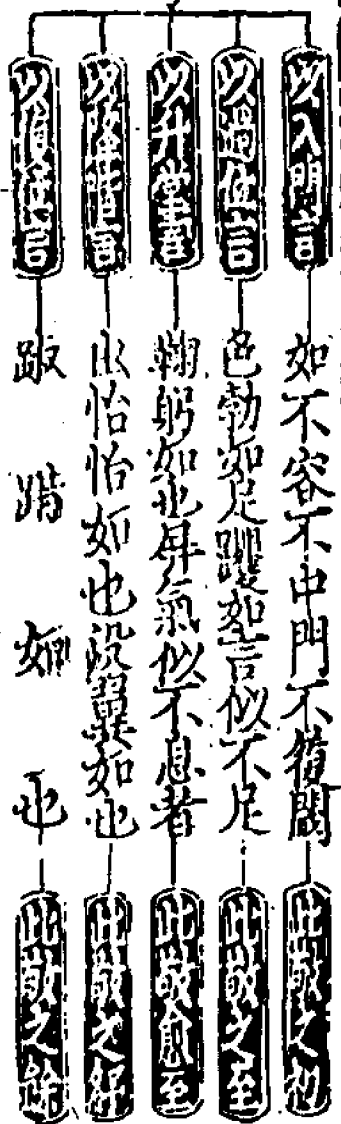 以入門言 如不容不中門不履閾 此敬之初
以過位言 色勃如足躩如言似不足 此敬之至
以升堂言 鞠躬如也屏氣似不息者 此敬愈至
以降階言 怡怡如也没翼如也 此敬之
以復位言 踧踖如也 此敬之餘